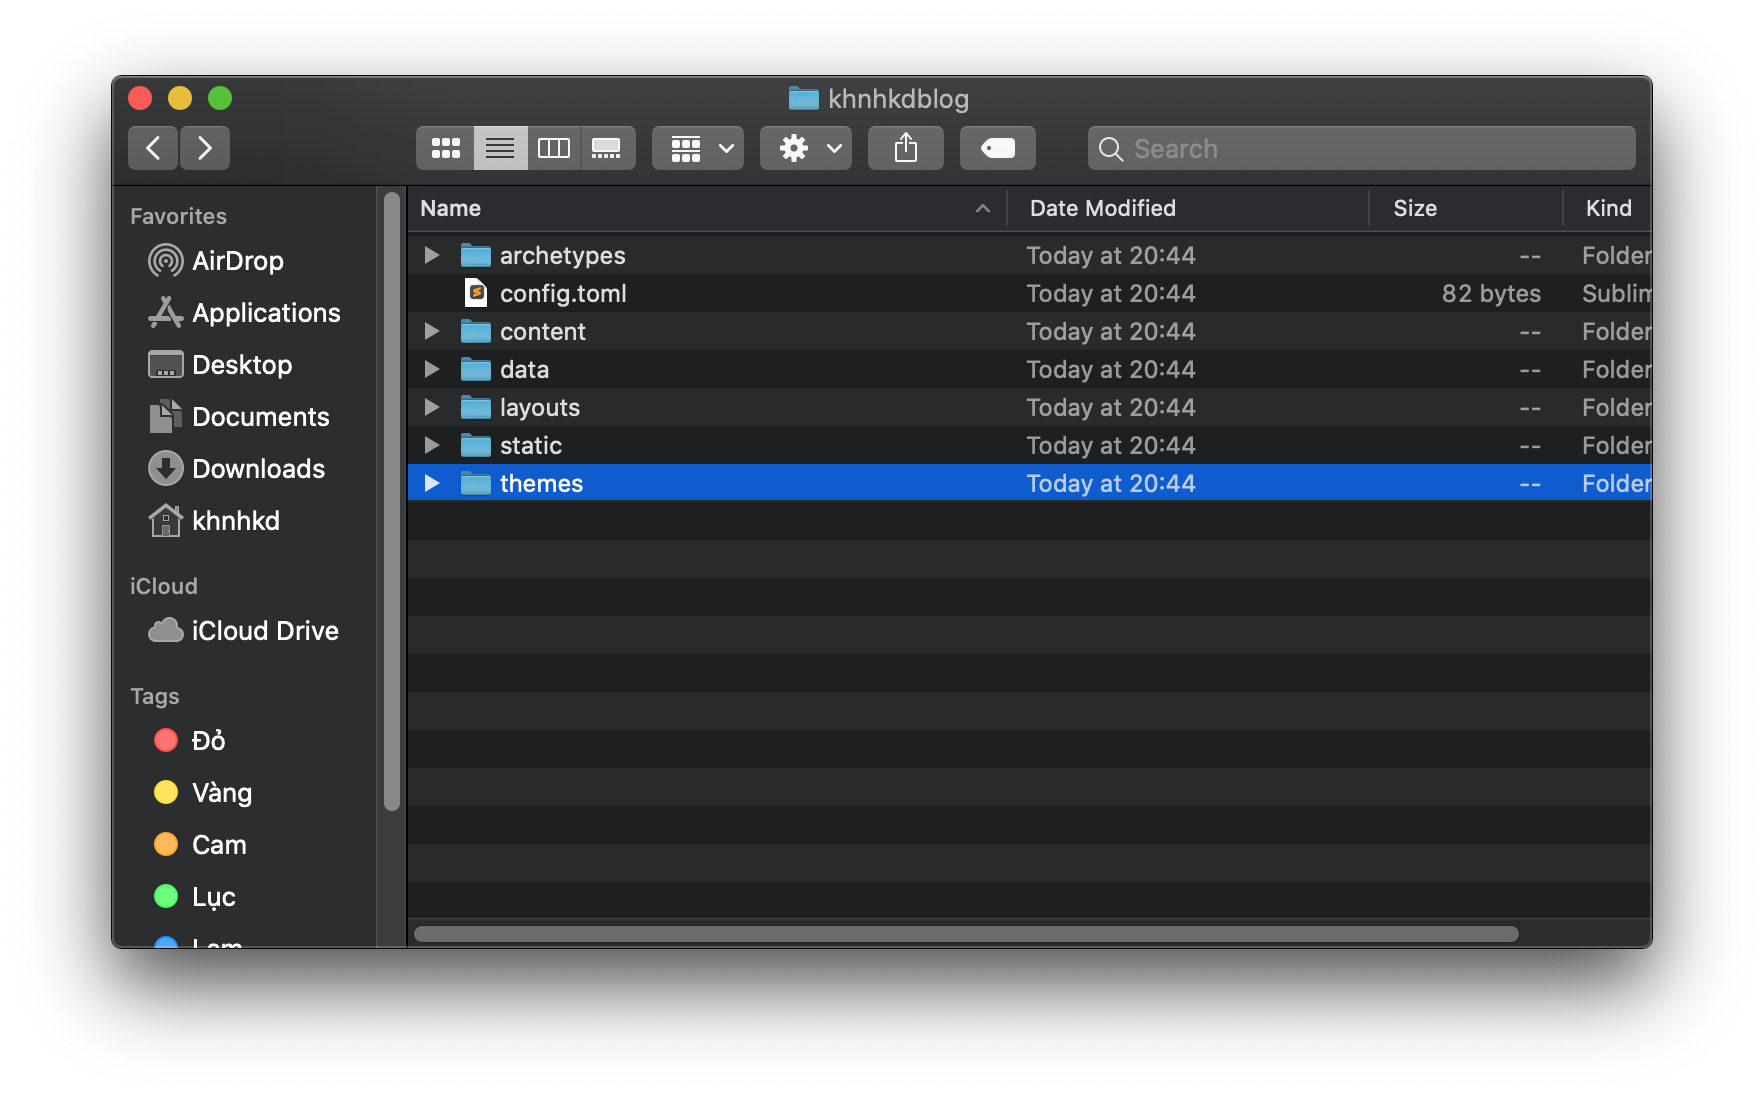 khnhkdblog
Search
Favorites
AirDrop
Applications
Desktop
Documents
Downloads
khnhkd
iCloud
iCloud Drive
Tags
Đỏ
Vàng
Cam
Lục
Lam
Name Date Modified Size Kind
archetypes Today at 20:44 -- Folder
config.toml Today at 20:44 82 bytes Sublim
content Today at 20:44 -- Folder
data Today at 20:44 -- Folder
layouts Today at 20:44 -- Folder
static Today at 20:44 -- Folder
themes Today at 20:44 -- Folder